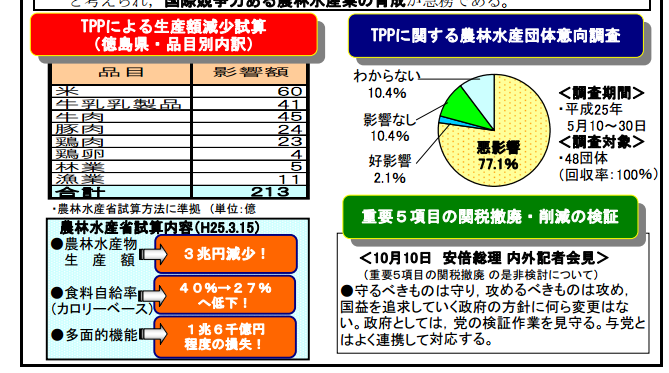 と考えられ，国際競争力ある農林水産業の育成が急務である。
TPPによる生産額減少試算
（徳島県・品目別内訳）
品目 影響額
米 60
牛乳乳製品 41
牛肉 45
豚肉 24
鶏肉 23
鶏卵 4
林業 5
漁業 11
合計 213
・農林水産省試算方法に準拠 （単位:億
農林水産省試算内容(H25.3.15)
●農林水産物
生産額
３兆円減少！
●食料自給率
(カロリーベース)
４０％→２７％
へ低下！
●多面的機能
１兆６千億円
程度の損失！
TPPに関する農林水産団体意向調査
わからない
10.4%
影響なし
10.4%
好影響
2.1%
悪影響
77.1%
＜調査期間＞
・平成25年
5月10～30日
＜調査対象＞
・48団体
（回収率：100％）
重要５項目の関税撤廃・削減の検証
＜10月10日 安倍総理 内外記者会見＞
（重要5項目の関税撤廃 の是非検討について）
●守るべきものは守り，攻めるべきものは攻め，
国益を追求していく政府の方針に何ら変更はな
い。政府としては，党の検証作業を見守る。与党と
はよく連携して対応する。